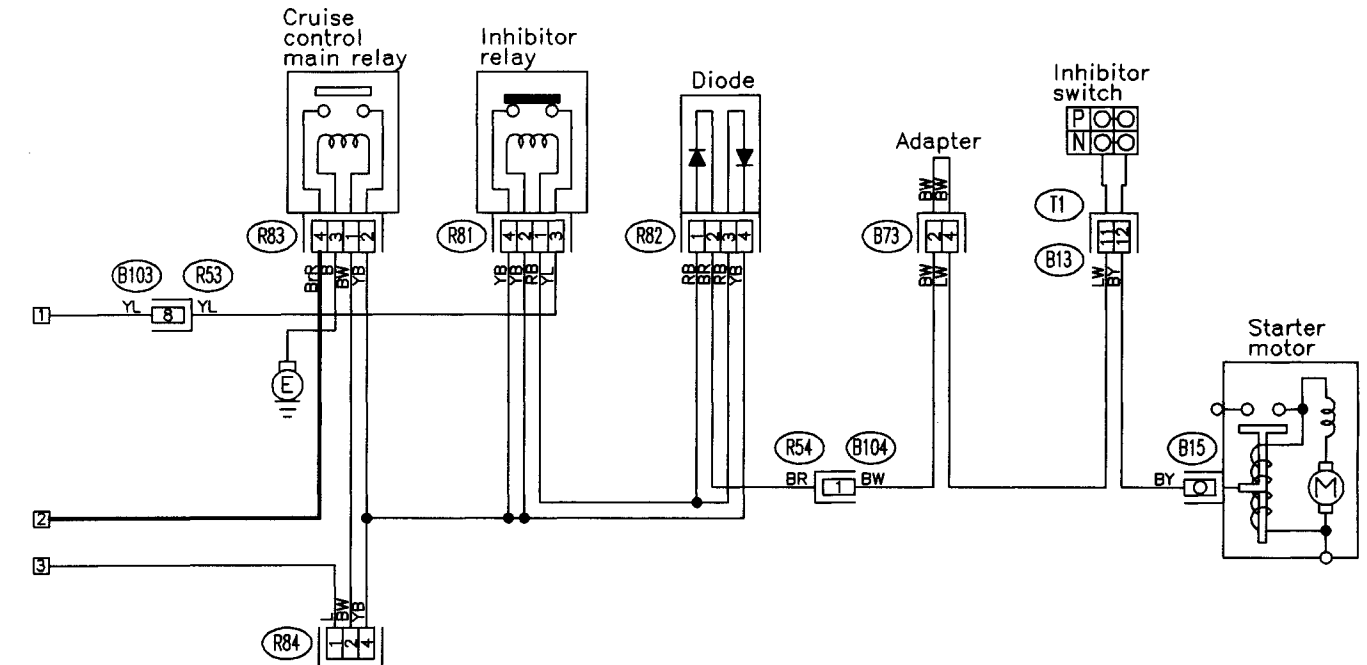 Cruise
control
main relay
Inhibitor
relay
Diode
Adapter
Inhibitor
switch
P
N
BW
BW
R83
4
3
1
2
R81
4
2
1
3
R82
1
2
3
4
B73
2
4
T1
B13
11
12
BrR
B
BW
YB
YB
YB
RB
YL
RB
BR
RB
YB
BW
LW
LW
BY
B103
R53
1
YL
8
YL
E
Starter
motor
R54
B104
BR
1
BW
B15
BY
M
2
3
L
BW
YB
R84
1
2
4